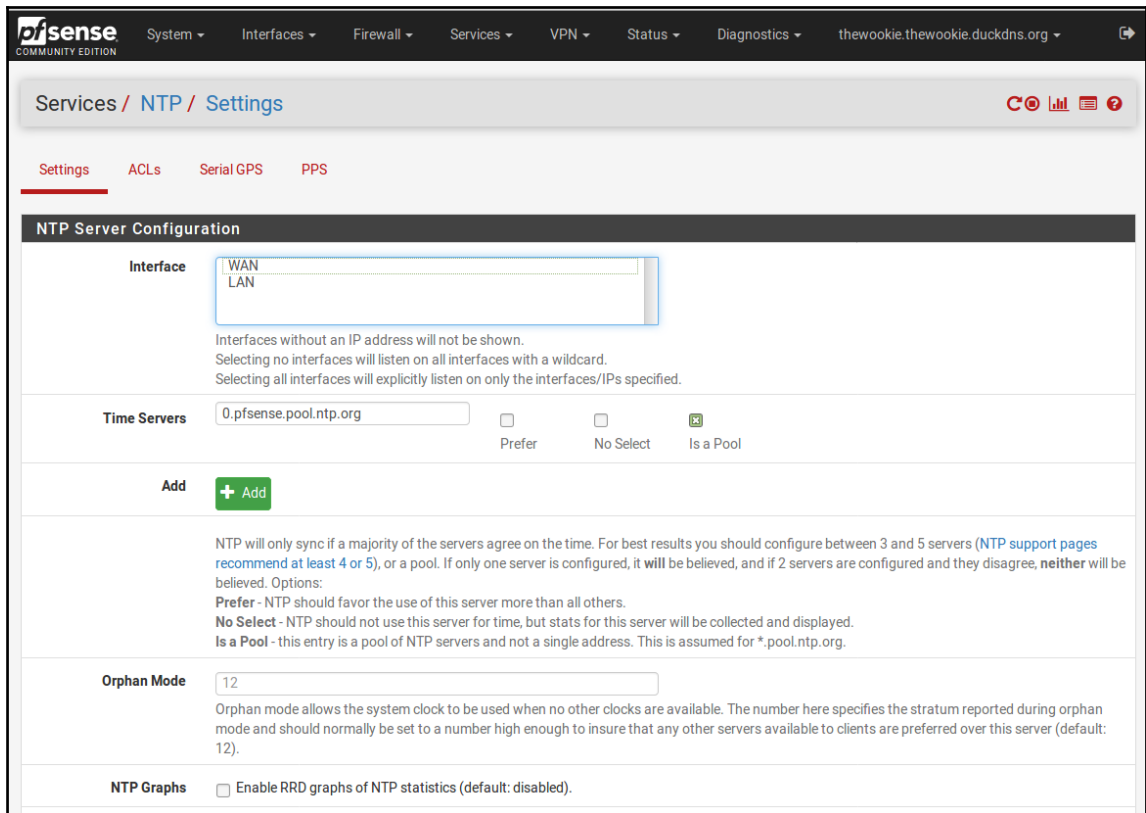 pfsense
COMMUNITY EDITION
System Interfaces Firewall Services VPN Status Diagnostics thewookie.thewookie.duckdns.org
Services / NTP / Settings
Settings ACLs Serial GPS PPS
NTP Server Configuration
Interface
WAN
LAN
Interfaces without an IP address will not be shown.
Selecting no interfaces will listen on all interfaces with a wildcard.
Selecting all interfaces will explicitly listen on only the interfaces/IPs specified.
Time Servers 0.pfsense.pool.ntp.org
Prefer No Select Is a Pool
Add + Add
NTP will only sync if a majority of the servers agree on the time. For best results you should configure between 3 and 5 servers (NTP support pages
recommend at least 4 or 5), or a pool. If only one server is configured, it will be believed, and if 2 servers are configured and they disagree, neither will be
believed. Options:
Prefer - NTP should favor the use of this server more than all others.
No Select - NTP should not use this server for time, but stats for this server will be collected and displayed.
Is a Pool - this entry is a pool of NTP servers and not a single address. This is assumed for *.pool.ntp.org.
Orphan Mode 12
Orphan mode allows the system clock to be used when no other clocks are available. The number here specifies the stratum reported during orphan
mode and should normally be set to a number high enough to insure that any other servers available to clients are preferred over this server (default:
12).
NTP Graphs Enable RRD graphs of NTP statistics (default: disabled).